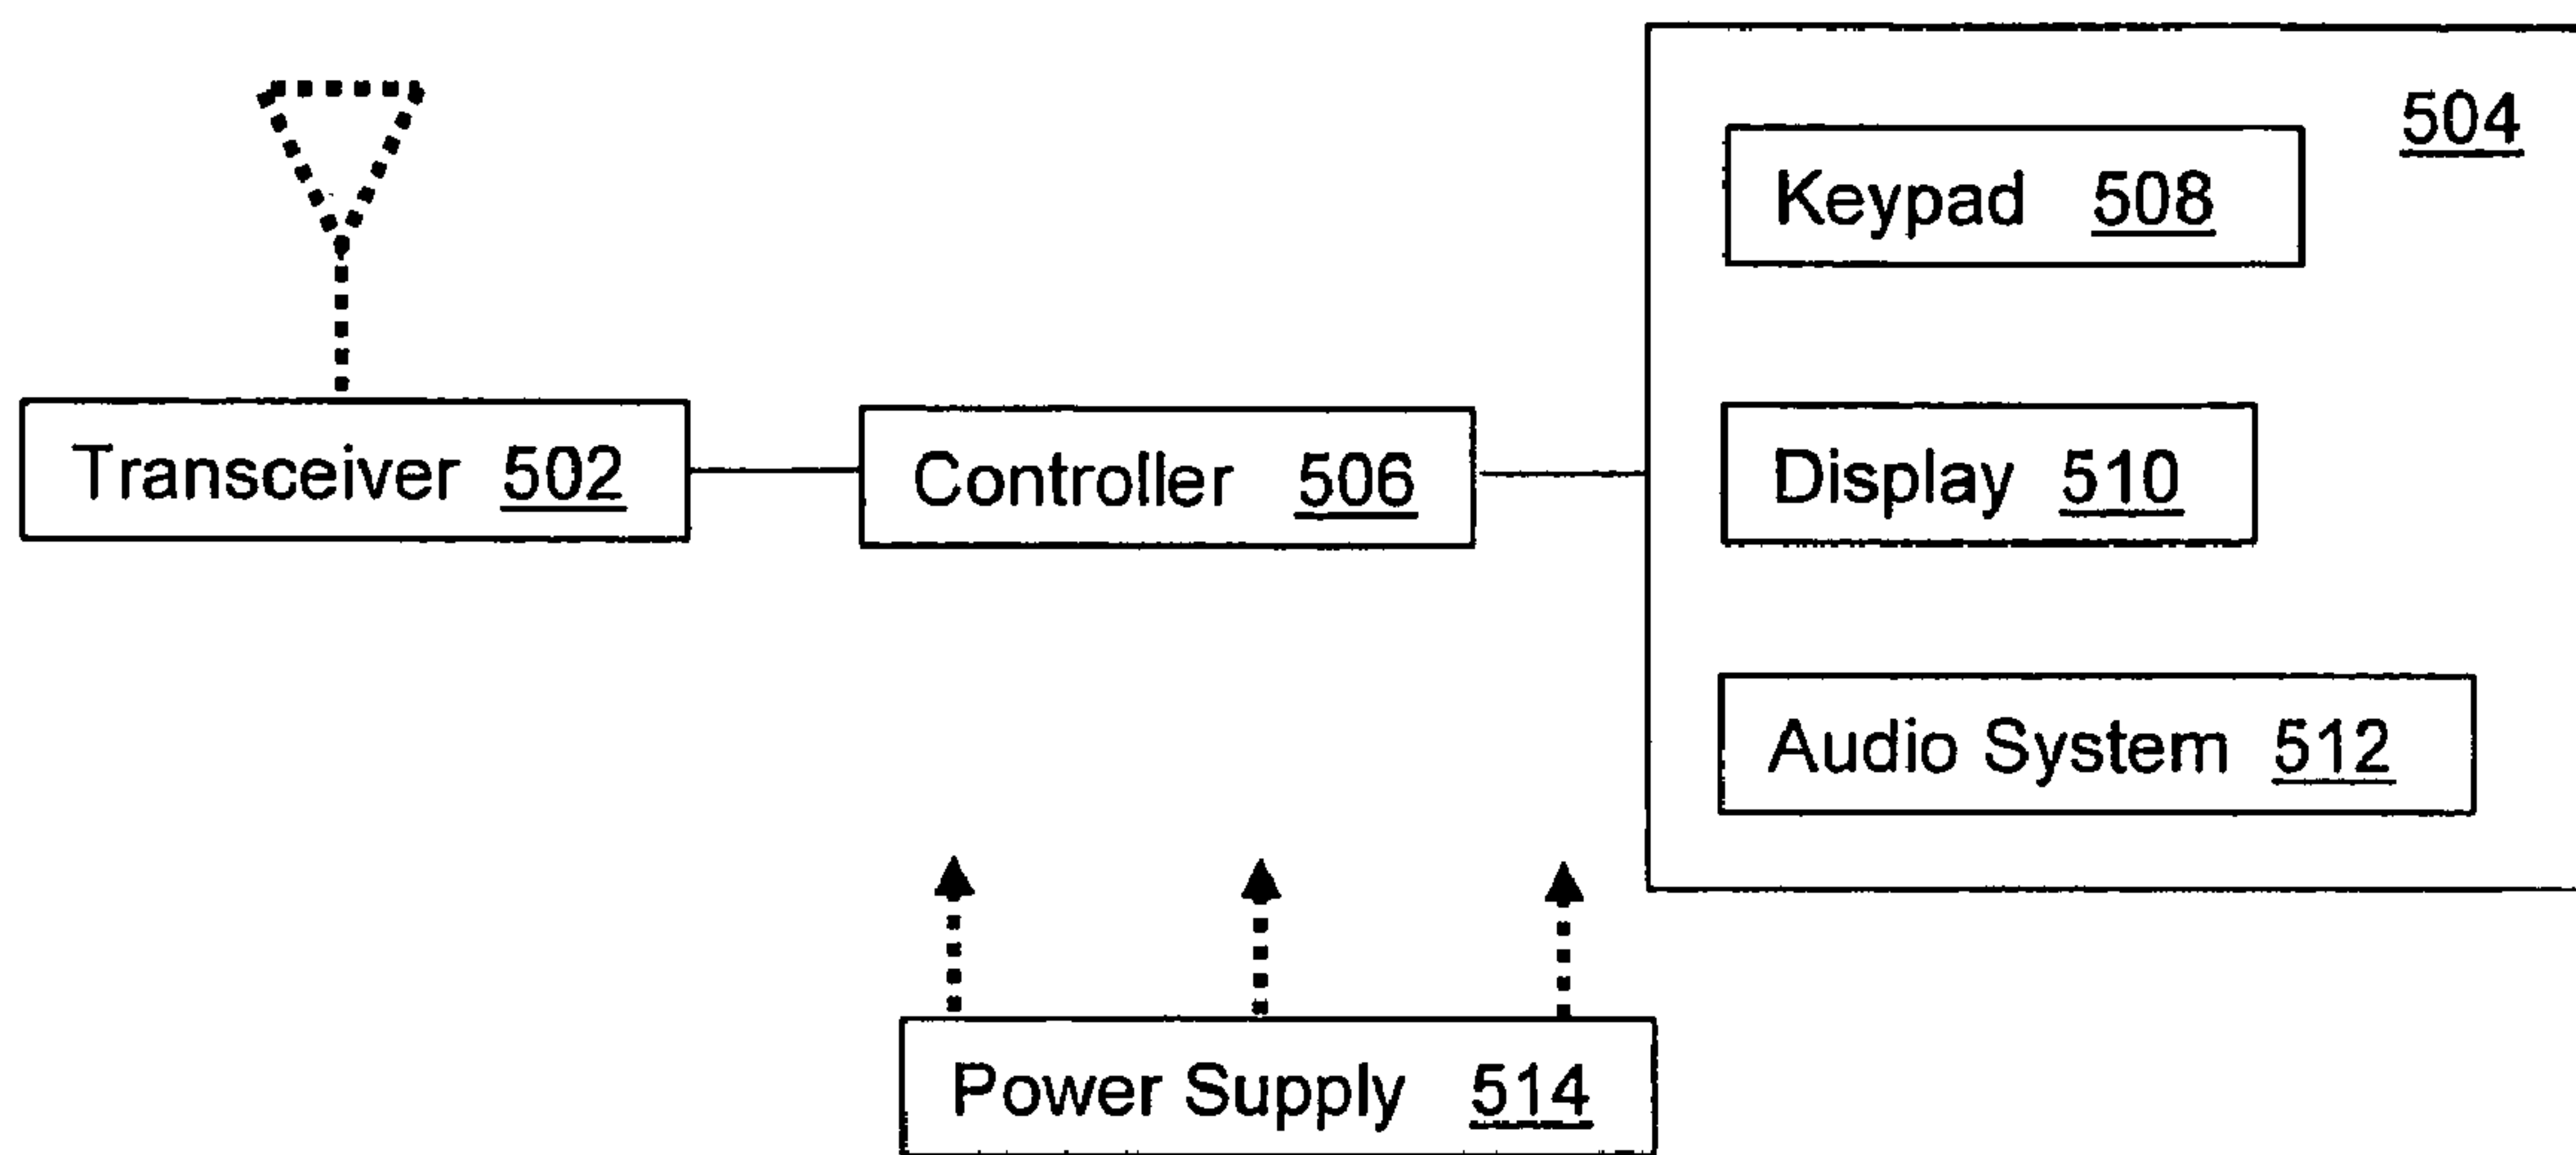 504
Keypad 508
Transceiver 502
Controller 506
Display 510
Audio System 512
Power Supply 514